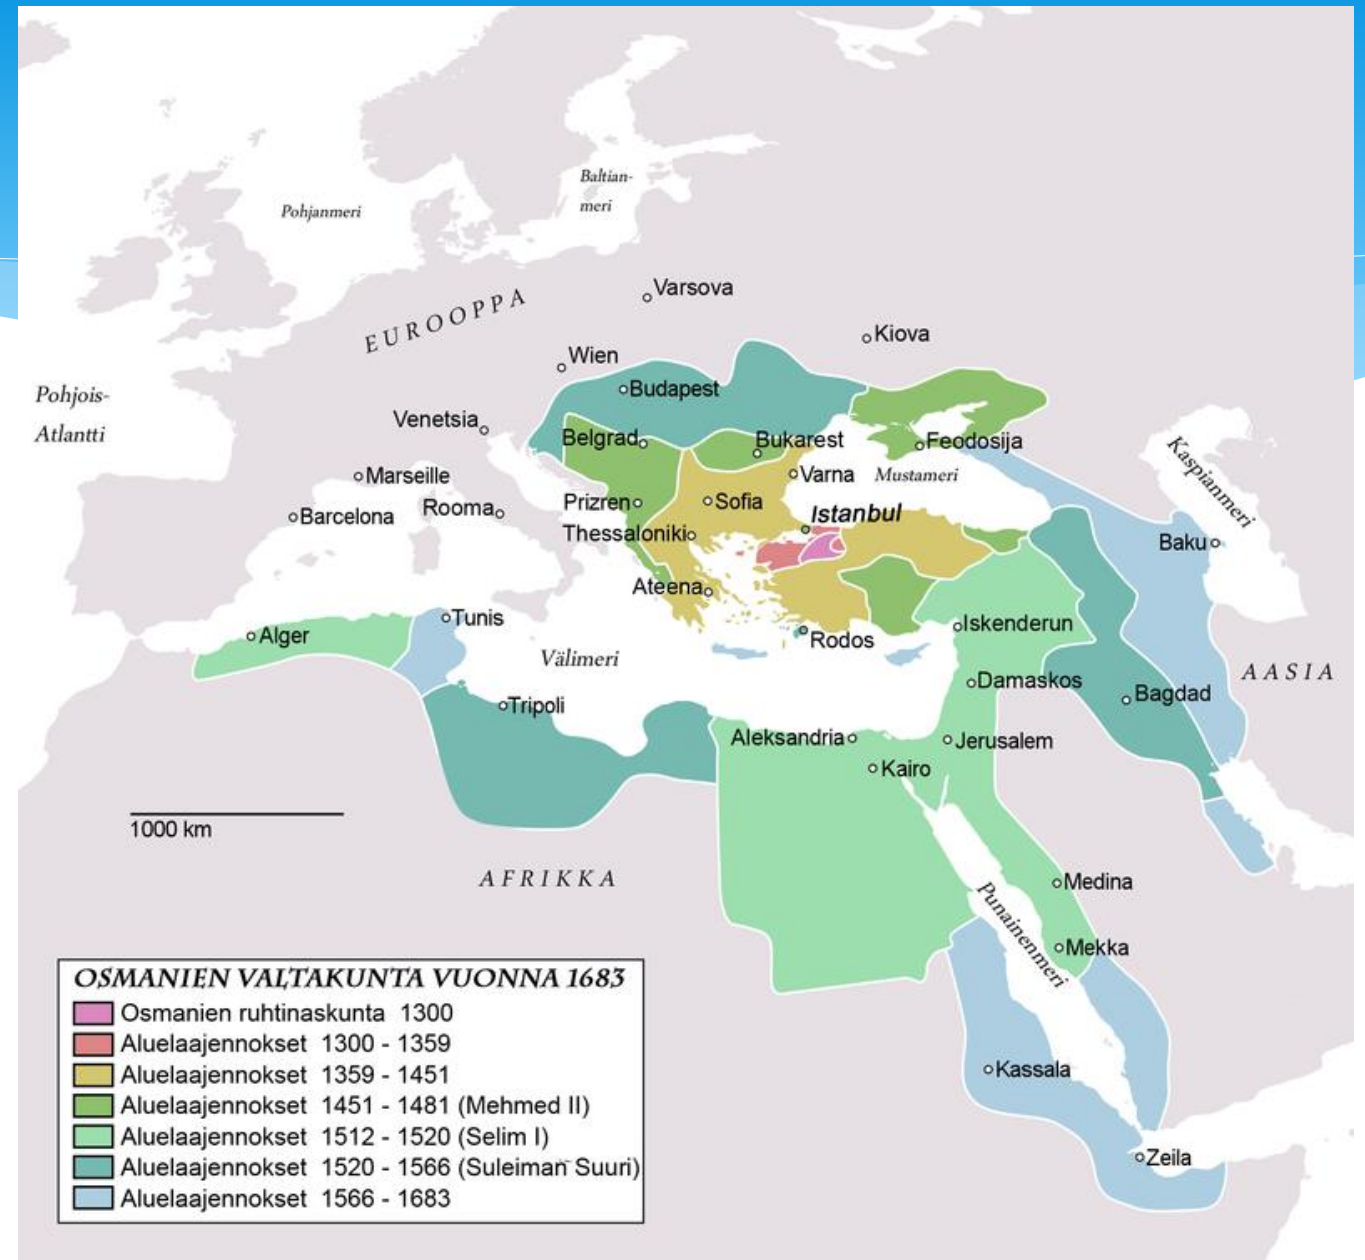 Baltian-
meri
Pohjanmeri
Varsova
EUROOPPA
Kiova
Wien
Budapest
Pohjois-
Atlantti
Venetsia
Belgrad
Bukarest
Feodosija
Kaspianmeri
Marseille
Varna
Mustameri
Barcelona
Rooma
Prizren
Sofia
Istanbul
Thessaloniki
Baku
Ateena
Tunis
Iskenderun
Alger
Rodos
Välimeri
AASIA
Damaskos
Bagdad
Tripoli
Aleksandria
Jerusalem
Kairo
1000 km
AFRIKKA
Medina
Punainenmeri
Mekka
Kassala
Zeila
OSMANIEN VALTAKUNTA VUONNA 1683
Osmanien ruhtinaskunta 1300
Aluelaajennokset 1300 - 1359
Aluelaajennokset 1359 - 1451
Aluelaajennokset 1451 - 1481 (Mehmed II)
Aluelaajennokset 1512 - 1520 (Selim I)
Aluelaajennokset 1520 - 1566 (Suleiman Suuri)
Aluelaajennokset 1566 - 1683